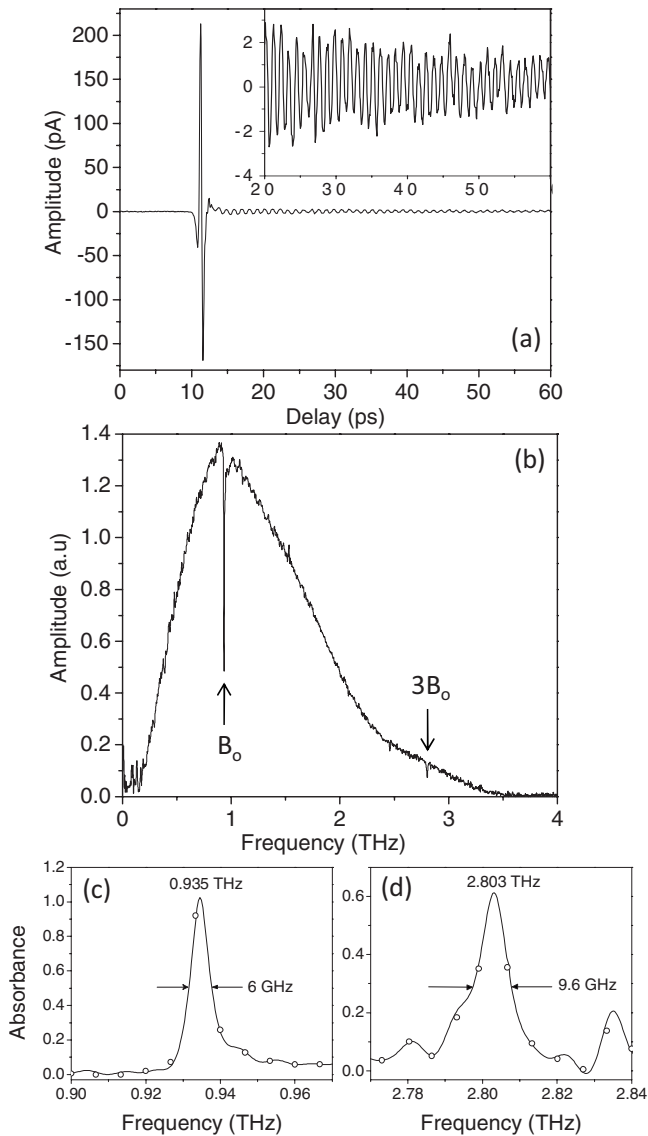 200
150
100
50
0
-50
-100
-150
Amplitude (pA)
2
0
-2
-4
20 30 40 50
(a)
0 10 20 30 40 50 60
Delay (ps)
1.4
1.2
1.0
0.8
0.6
0.4
0.2
0.0
Amplitude (a.u)
(b)
Bo
3Bo
0 1 2 3 4
Frequency (THz)
1.2
1.0
0.8
0.6
0.4
0.2
0.0
Absorbance
(c)
0.935 THz
6 GHz
0.90 0.92 0.94 0.96
Frequency (THz)
0.6
0.4
0.2
0.0
(d)
2.803 THz
9.6 GHz
2.78 2.80 2.82 2.84
Frequency (THz)